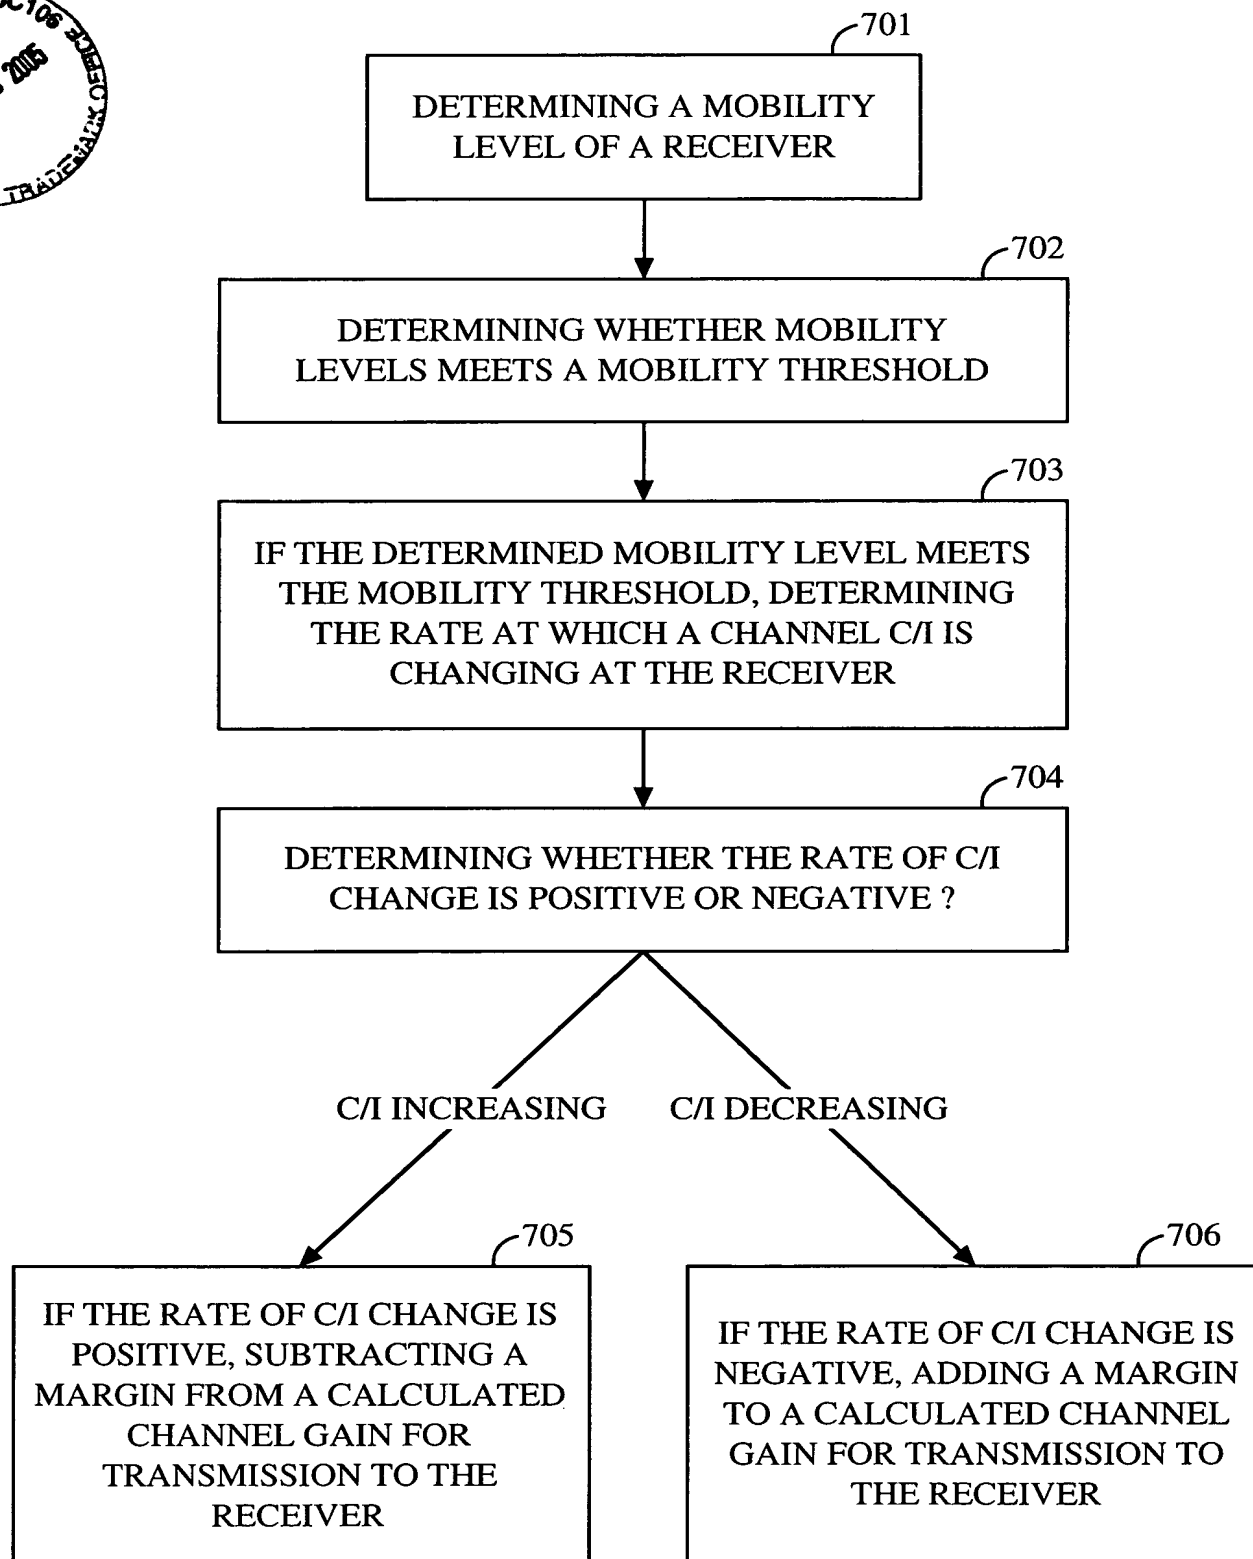 2005
TRADEMARK OFFICE
701
DETERMINING A MOBILITY
LEVEL OF A RECEIVER
702
DETERMINING WHETHER MOBILITY
LEVELS MEETS A MOBILITY THRESHOLD
703
IF THE DETERMINED MOBILITY LEVEL MEETS
THE MOBILITY THRESHOLD, DETERMINING
THE RATE AT WHICH A CHANNEL C/I IS
CHANGING AT THE RECEIVER
704
DETERMINING WHETHER THE RATE OF C/I
CHANGE IS POSITIVE OR NEGATIVE ?
C/I INCREASING
C/I DECREASING
705
IF THE RATE OF C/I CHANGE IS
POSITIVE, SUBTRACTING A
MARGIN FROM A CALCULATED
CHANNEL GAIN FOR
TRANSMISSION TO THE
RECEIVER
706
IF THE RATE OF C/I CHANGE IS
NEGATIVE, ADDING A MARGIN
TO A CALCULATED CHANNEL
GAIN FOR TRANSMISSION TO
THE RECEIVER